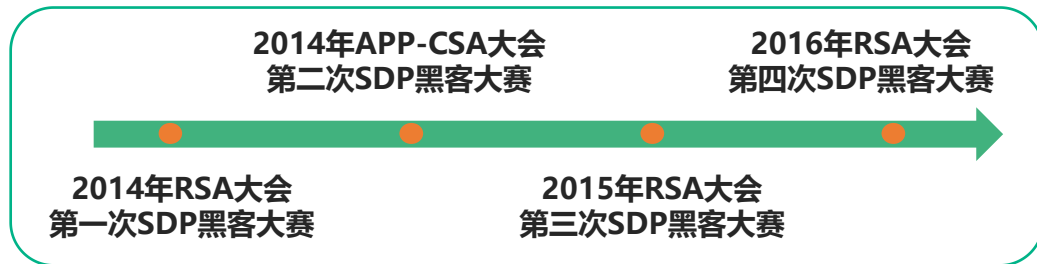 2014年APP-CSA大会
第二次SDP黑客大赛
2016年RSA大会
第四次SDP黑客大赛
2014年RSA大会
第一次SDP黑客大赛
2015年RSA大会
第三次SDP黑客大赛